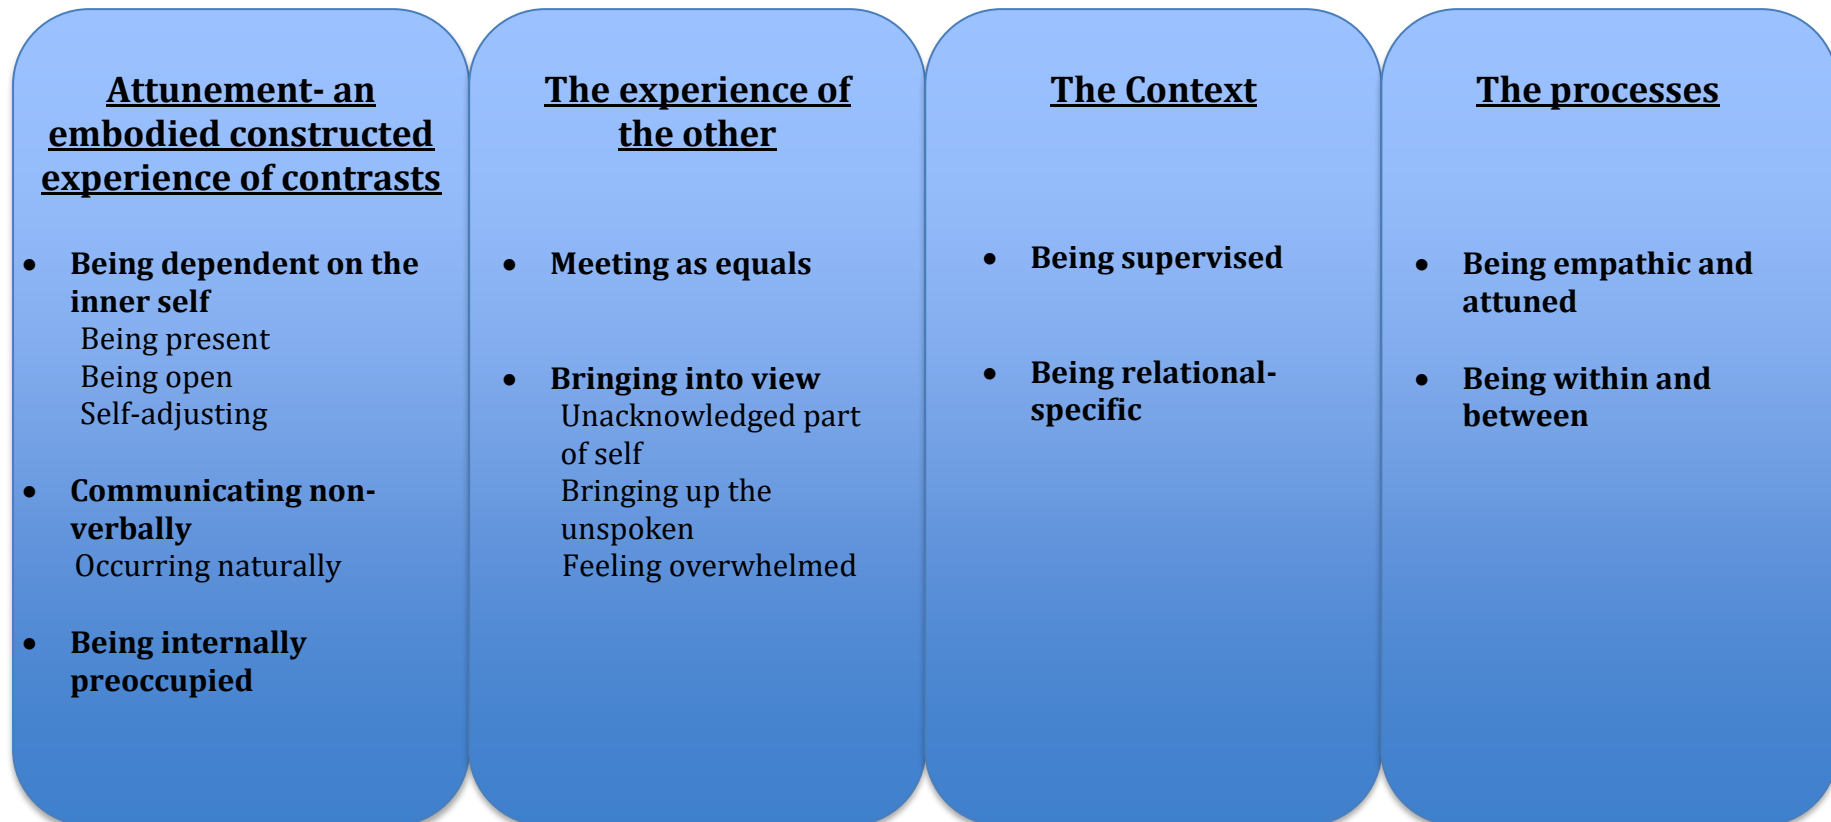 Attunement- an
embodied constructed
experience of contrasts
• Being dependent on the
inner self
Being present
Being open
Self-adjusting
• Communicating non-
verbally
Occurring naturally
• Being internally
preoccupied
The experience of
the other
• Meeting as equals
• Bringing into view
Unacknowledged part
of self
Bringing up the
unspoken
Feeling overwhelmed
The Context
• Being supervised
• Being relational-
specific
The processes
• Being empathic and
attuned
• Being within and
between